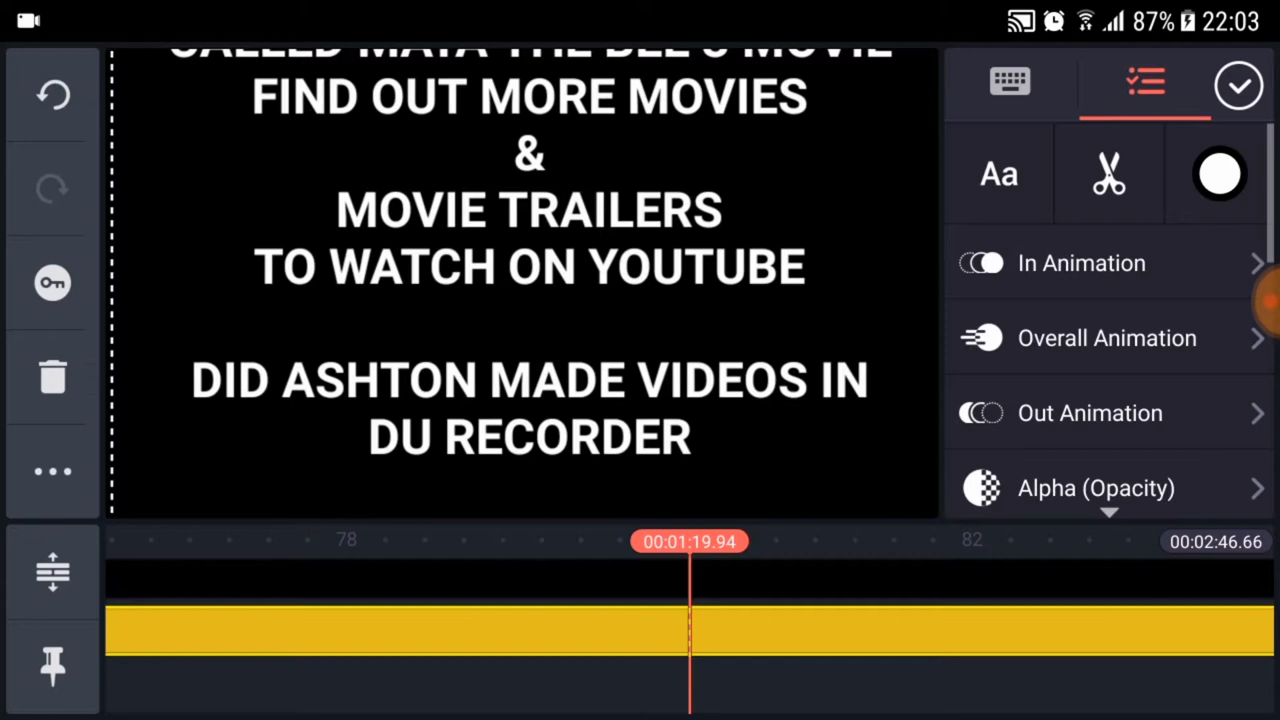 87% 22:03
CALLED MAYA THE BEE'S MOVIE
FIND OUT MORE MOVIES
&
MOVIE TRAILERS
TO WATCH ON YOUTUBE
DID ASHTON MADE VIDEOS IN
DU RECORDER
Aa
In Animation
Overall Animation
Out Animation
Alpha (Opacity)
78
00:01:19.94
82
00:02:46.66